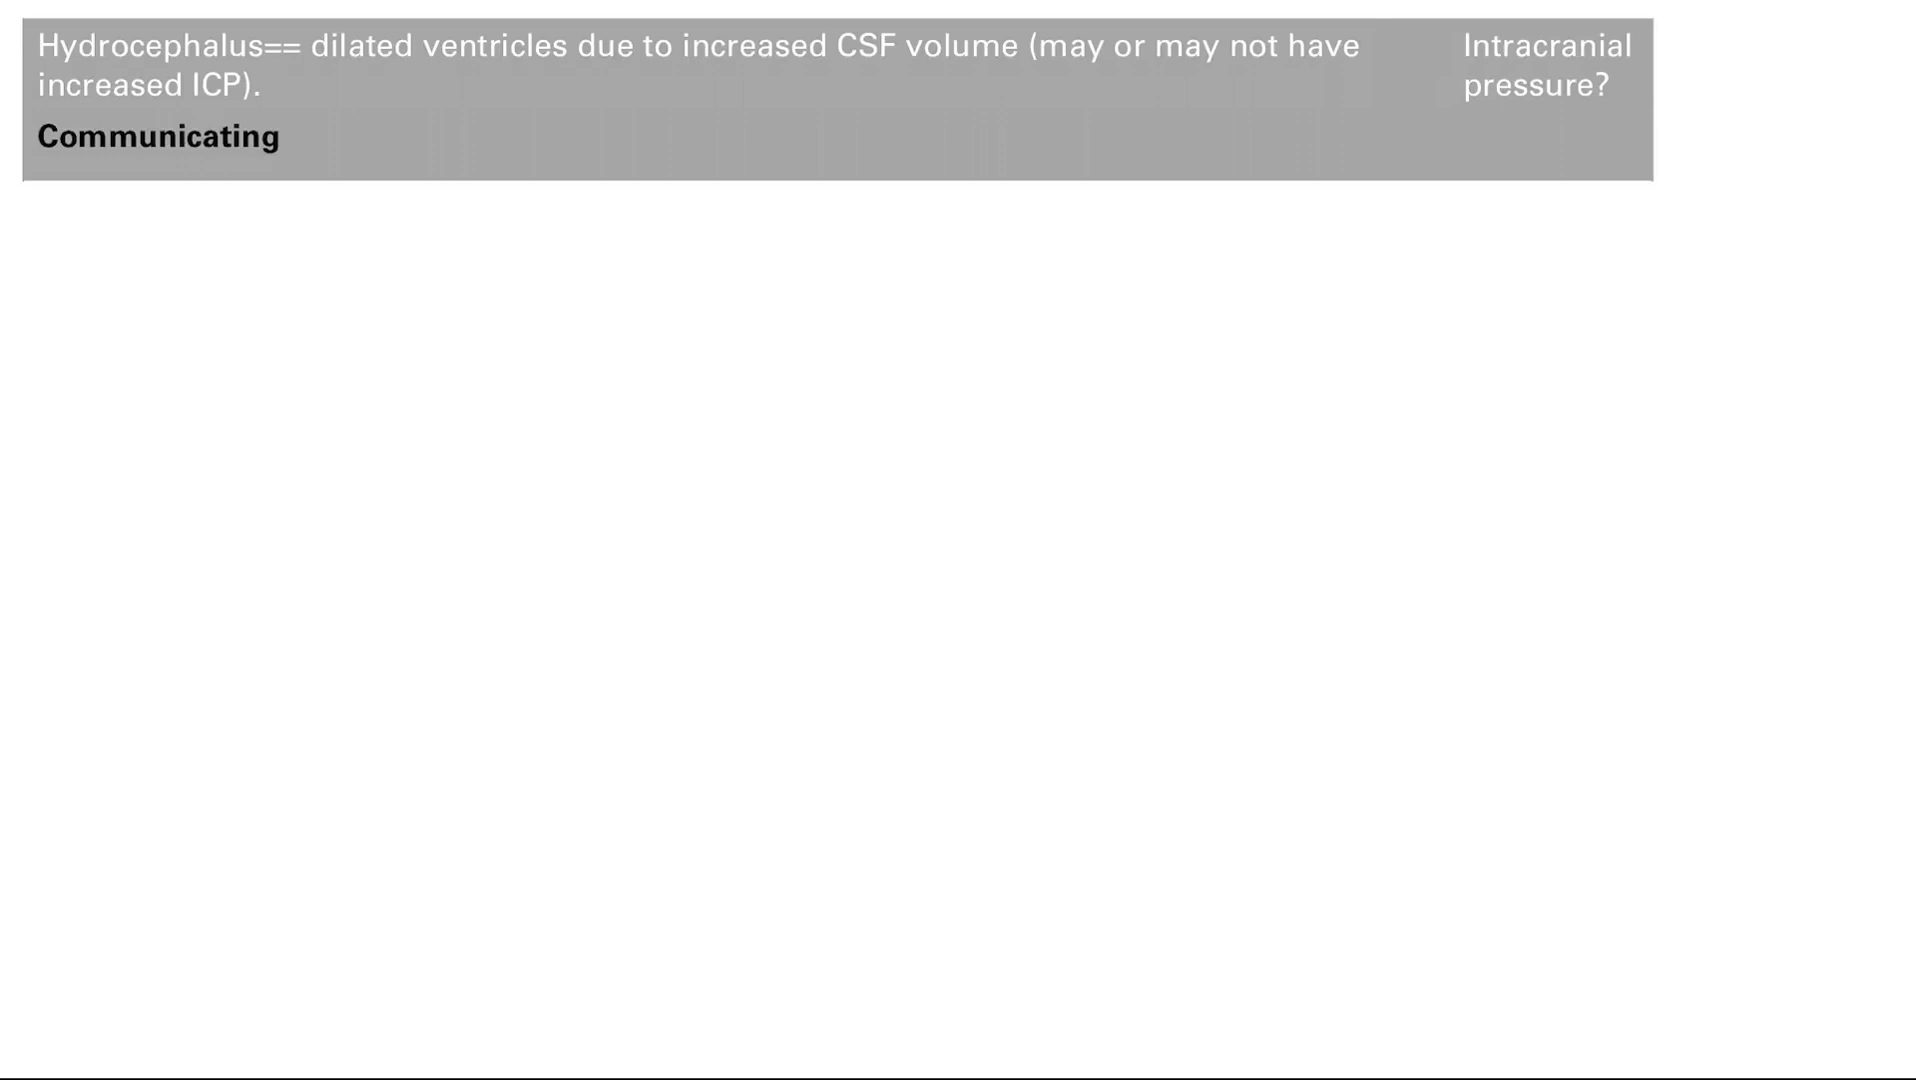 Hydrocephalus== dilated ventricles due to increased CSF volume (may or may not have
increased ICP).
Intracranial
pressure?
Communicating